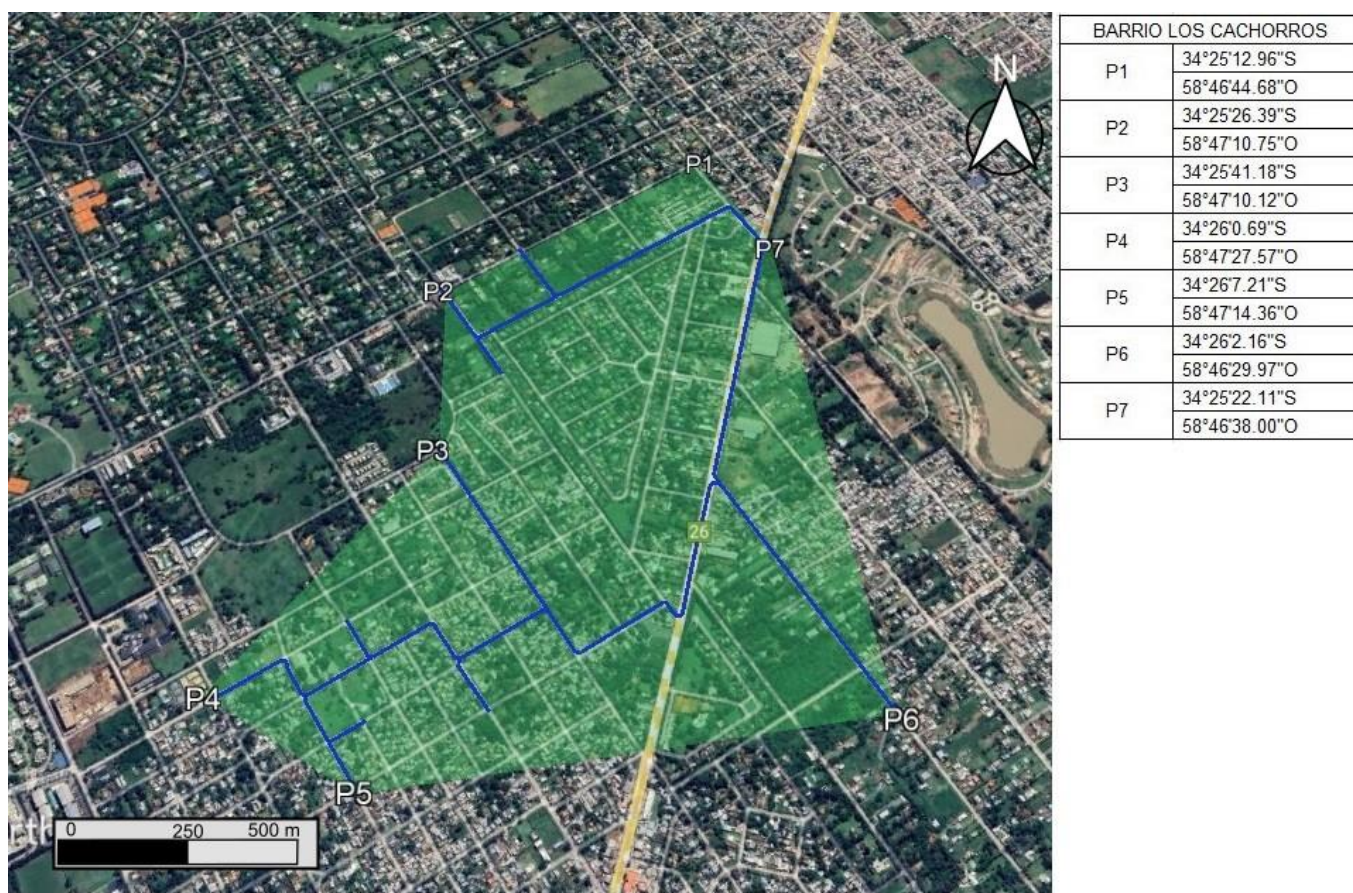 N
P1
P7
P2
P3
26
P4
P6
P5
0 250 500 m
BARRIO LOS CACHORROS
P1
34°25'12.96"S
58°46'44.68"O
P2
34°25'26.39"S
58°47'10.75"O
P3
34°25'41.18"S
58°47'10.12"O
P4
34°26'0.69"S
58°47'27.57"O
P5
34°26'7.21"S
58°47'14.36"O
P6
34°26'2.16"S
58°46'29.97"O
P7
34°25'22.11"S
58°46'38.00"O